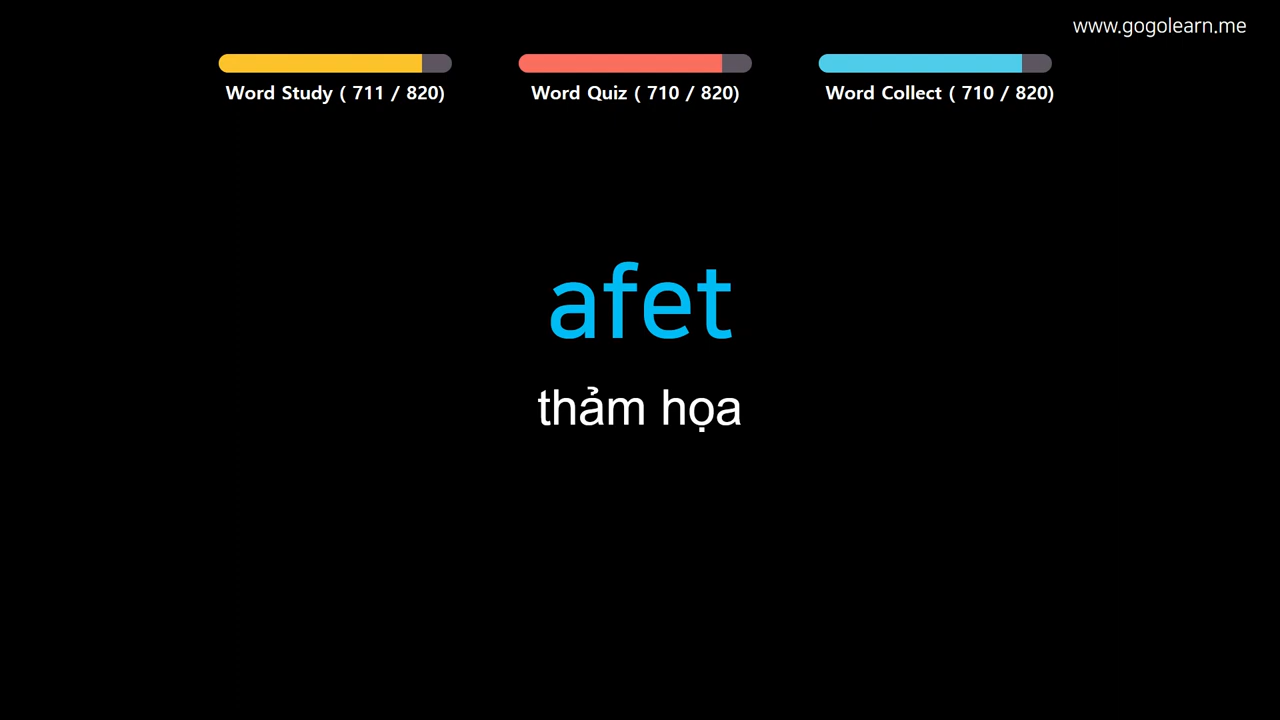 www.gogolearn.me
Word Study ( 711 / 820)
Word Quiz ( 710 / 820)
Word Collect ( 710 / 820)
afet
thảm họa